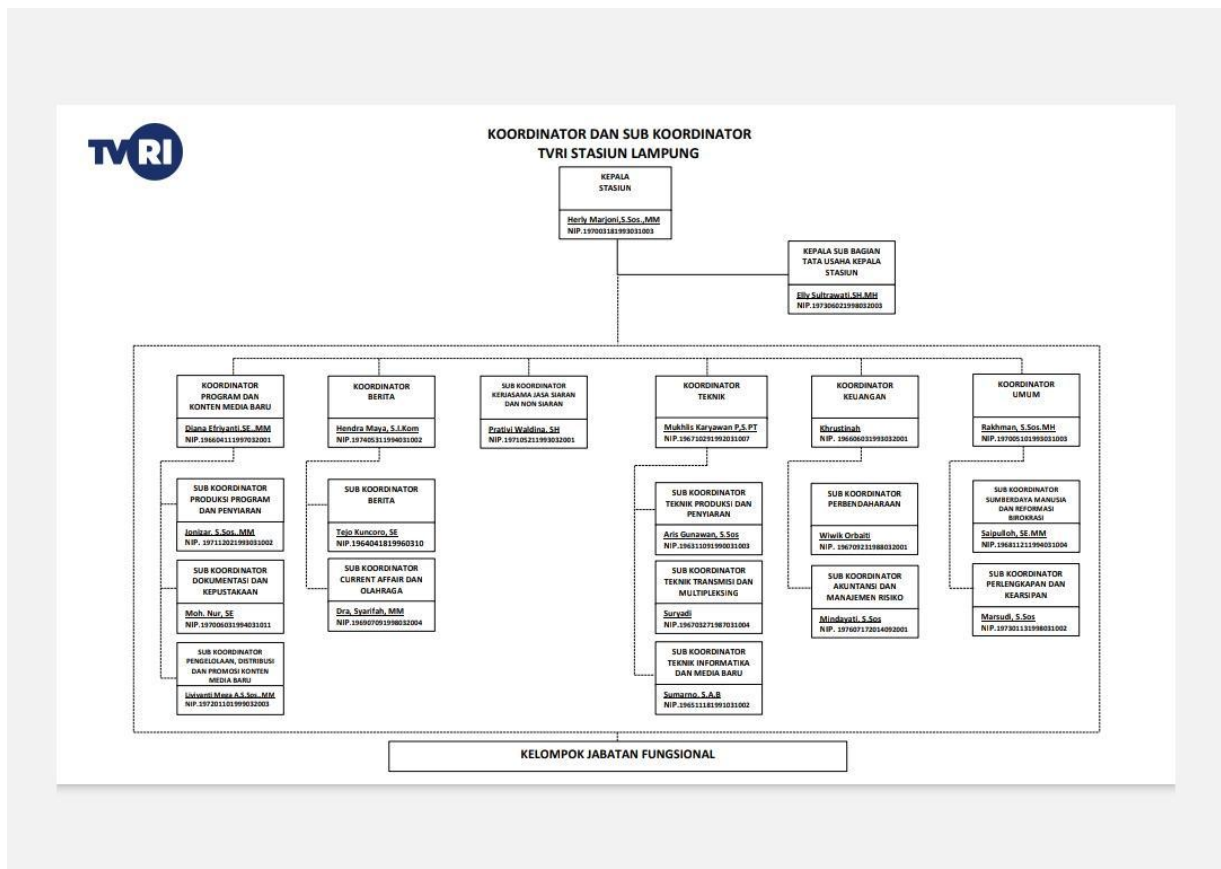 TVRI
KOORDINATOR DAN SUB KOORDINATOR
TVRI STASIUN LAMPUNG
KEPALA
STASIUN
Herly Marjoni,S.Sos.,MM
NIP.197003181993031003
KEPALA SUB BAGIAN
TATA USAHA KEPALA
STASIUN
Elly Sultrawati.SH.MH
NIP.197306021998032003
KOORDINATOR
PROGRAM DAN
KONTEN MEDIA BARU
Diana Efriyanti.SE.,MM
NIP.196604111997032001
KOORDINATOR
BERITA
Hendra Maya, S.I.Kom
NIP.197405311994031002
SUB KOORDINATOR
KERJASAMA JASA SIARAN
DAN NON SIARAN
Prativi Waldina, SH
NIP.197105211993032001
KOORDINATOR
TEKNIK
Mukhlis Karyawan P,S.PT
NIP.196710291992031007
KOORDINATOR
KEUANGAN
Khrustinah
NIP.196606031993032001
KOORDINATOR
UMUM
Rakhman, S.Sos.MH
NIP.197005101993031003
SUB KOORDINATOR
PRODUKSI PROGRAM
DAN PENYIARAN
Jonizar, S.Sos.,MM
NIP. 197112021993031002
SUB KOORDINATOR
DOKUMENTASI DAN
KEPUSTAKAAN
Moh. Nur, SE
NIP. 197006031994031011
SUB KOORDINATOR
PENGELOLAAN, DISTRIBUSI
DAN PROMOSI KONTEN
MEDIA BARU
Liviyanti Mega A.S.Sos.,MM
NIP.197201101999032003
SUB KOORDINATOR
BERITA
Tejo Kuncoro, SE
NIP.1964041819960310
SUB KOORDINATOR
CURRENT AFFAIR DAN
OLAHRAGA
Dra, Syarifah, MM
NIP.196907091998032004
SUB KOORDINATOR
TEKNIK PRODUKSI DAN
PENYIARAN
Aris Gunawan, S.Sos
NIP.196311091990031003
SUB KOORDINATOR
TEKNIK TRANSMISI DAN
MULTIPLEKSING
Suryadi
NIP.196703271987031004
SUB KOORDINATOR
TEKNIK INFORMATIKA
DAN MEDIA BARU
Sumarno, S.A.B
NIP.196511181991031002
SUB KOORDINATOR
PERBENDAHARAAN
Wiwik Orbaiti
NIP. 196709231988032001
SUB KOORDINATOR
AKUNTANSI DAN
MANAJEMEN RISIKO
Mindayati, S.Sos
NIP. 197607172014092001
SUB KOORDINATOR
SUMBERDAYA MANUSIA
DAN REFORMASI
BIROKRASI
Saipulloh, SE.MM
NIP.196811211994031004
SUB KOORDINATOR
PERLENGKAPAN DAN
KEARSIPAN
Marsudi, S.Sos
NIP. 197301131998031002
KELOMPOK JABATAN FUNGSIONAL